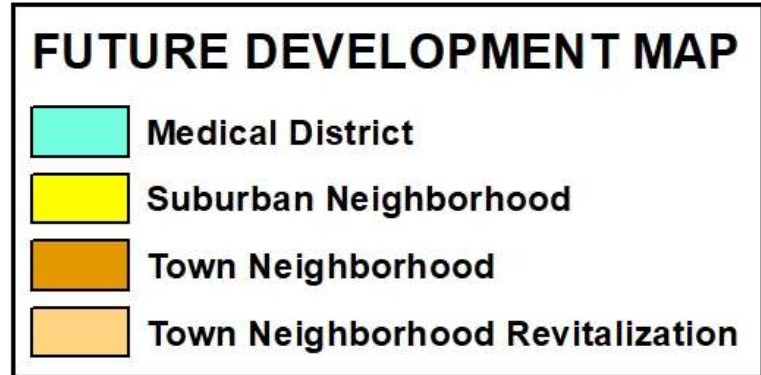 FUTURE DEVELOPMENT MAP
Medical District
Suburban Neighborhood
Town Neighborhood
Town Neighborhood Revitalization